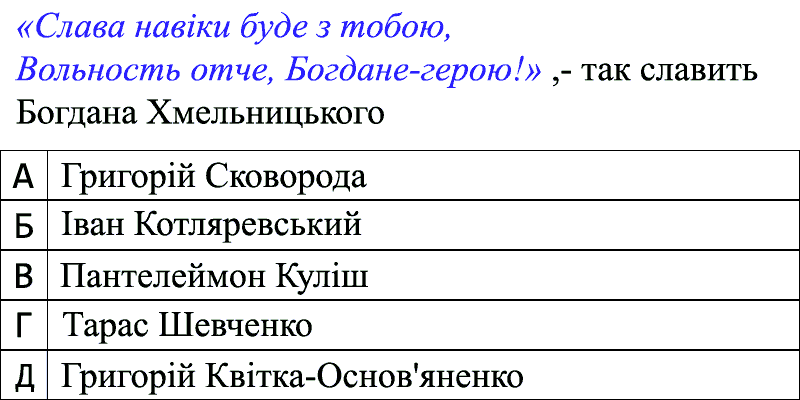 «Слава навіки буде з тобою,
Вольность отче, Богдане-герою!» ,- так славить
Богдана Хмельницького
А Григорій Сковорода
Б Іван Котляревський
В Пантелеймон Куліш
Г Тарас Шевченко
Д Григорій Квітка-Основ'яненко